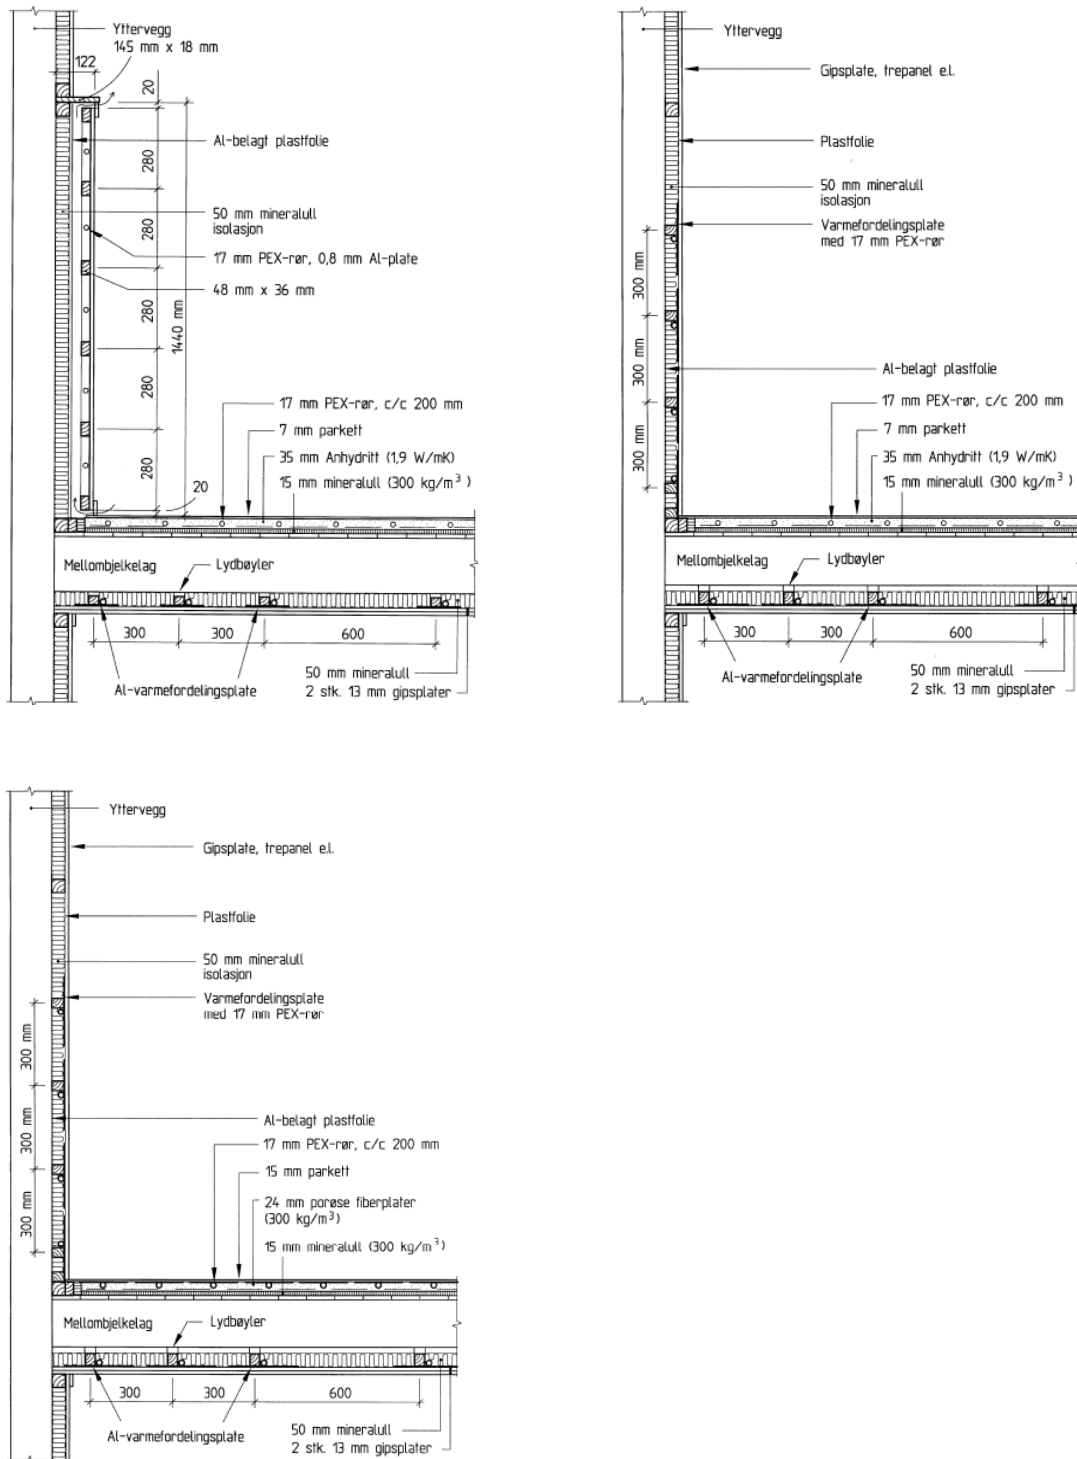 Yttervegg
145 mm x 18 mm
122
20
Al-belagt plastfolie
280
50 mm mineralull
isolasjon
280
17 mm PEX-rør, 0,8 mm Al-plate
280
48 mm x 36 mm
1440 mm
280
17 mm PEX-rør, c/c 200 mm
7 mm parkett
35 mm Anhydritt (1,9 W/mK)
280
15 mm mineralull (300 kg/m³)
20
Mellombjelkelag
Lydbøyler
300
300
600
50 mm mineralull
Al-varmefordelingsplate
2 stk. 13 mm gipsplater
Yttervegg
Gipsplate, trepanel e.l.
Plastfolie
50 mm mineralull
isolasjon
Varmefordelingsplate
med 17 mm PEX-rør
300 mm
300 mm
Al-belagt plastfolie
17 mm PEX-rør, c/c 200 mm
7 mm parkett
300 mm
35 mm Anhydritt (1,9 W/mK)
15 mm mineralull (300 kg/m³)
Mellombjelkelag
Lydbøyler
300
300
600
50 mm mineralull
Al-varmefordelingsplate
2 stk. 13 mm gipsplater
Yttervegg
Gipsplate, trepanel e.l.
Plastfolie
50 mm mineralull
isolasjon
Varmefordelingsplate
med 17 mm PEX-rør
300 mm
300 mm
Al-belagt plastfolie
17 mm PEX-rør, c/c 200 mm
15 mm parkett
300 mm
24 mm porøse fiberplater
(300 kg/m³)
15 mm mineralull (300 kg/m³)
Mellombjelkelag
Lydbøyler
300
300
600
50 mm mineralull
Al-varmefordelingsplate
2 stk. 13 mm gipsplater